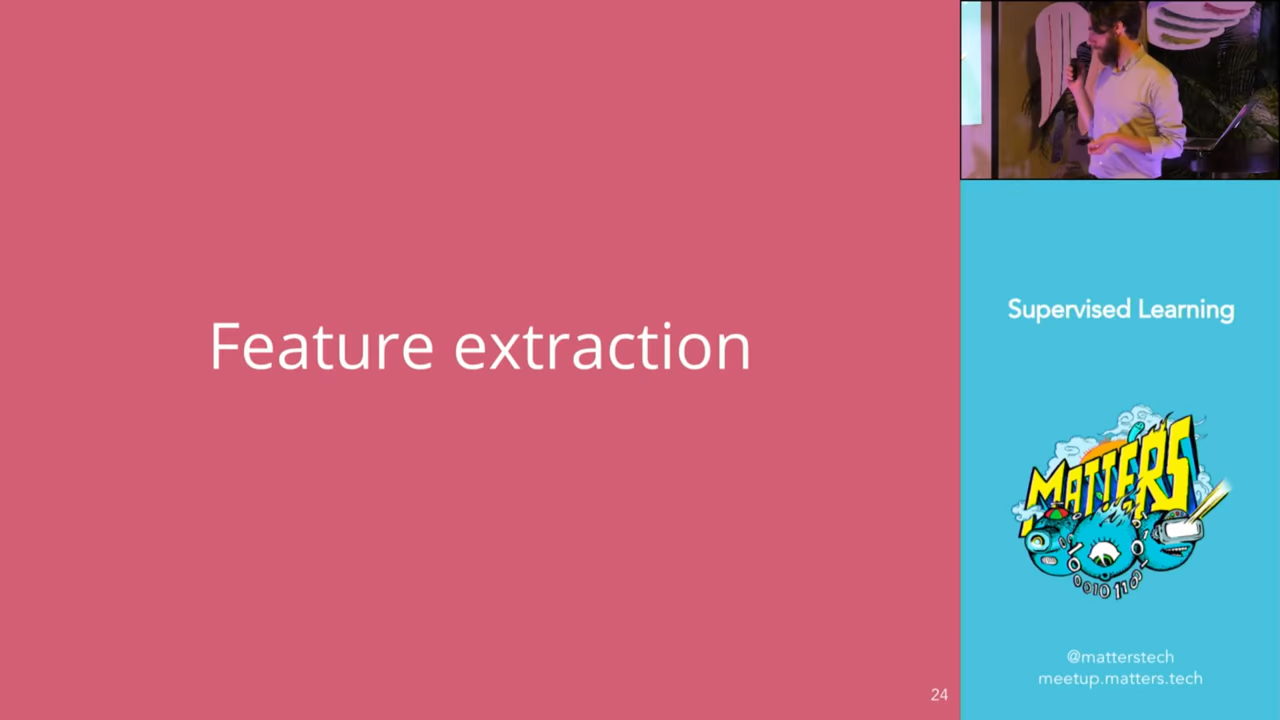 Feature extraction
24
Supervised Learning
MATTERS
@matterstech
meetup.matters.tech